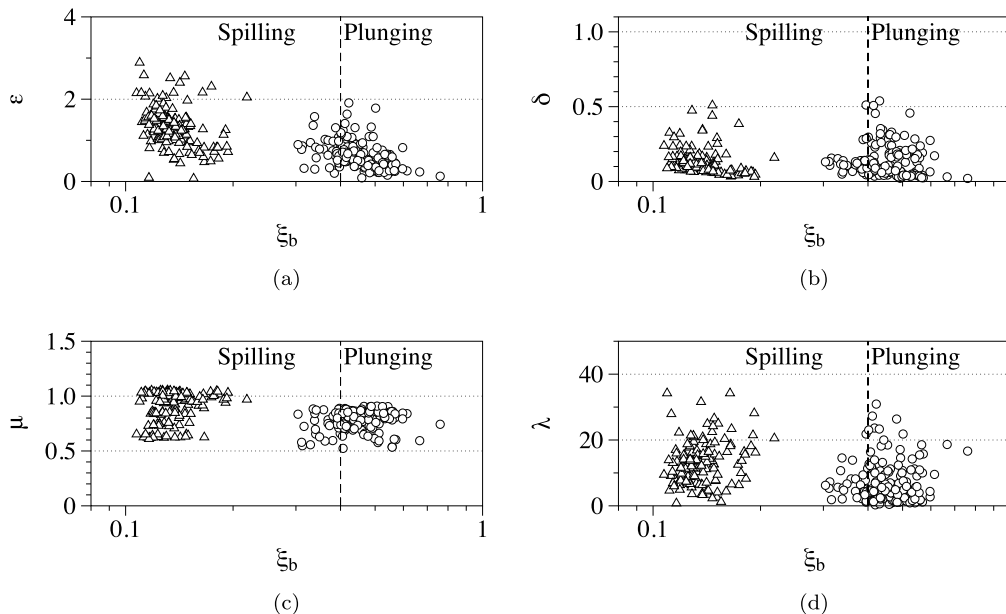 4
Spilling
Plunging
ε
2
0
0.1
1
ξb
(a)
1.0
Spilling
Plunging
δ
0.5
0
0.1
ξb
(b)
1.5
Spilling
Plunging
1.0
μ
0.5
0
0.1
1
ξb
(c)
50
Spilling
Plunging
40
λ
20
0
0.1
ξb
(d)